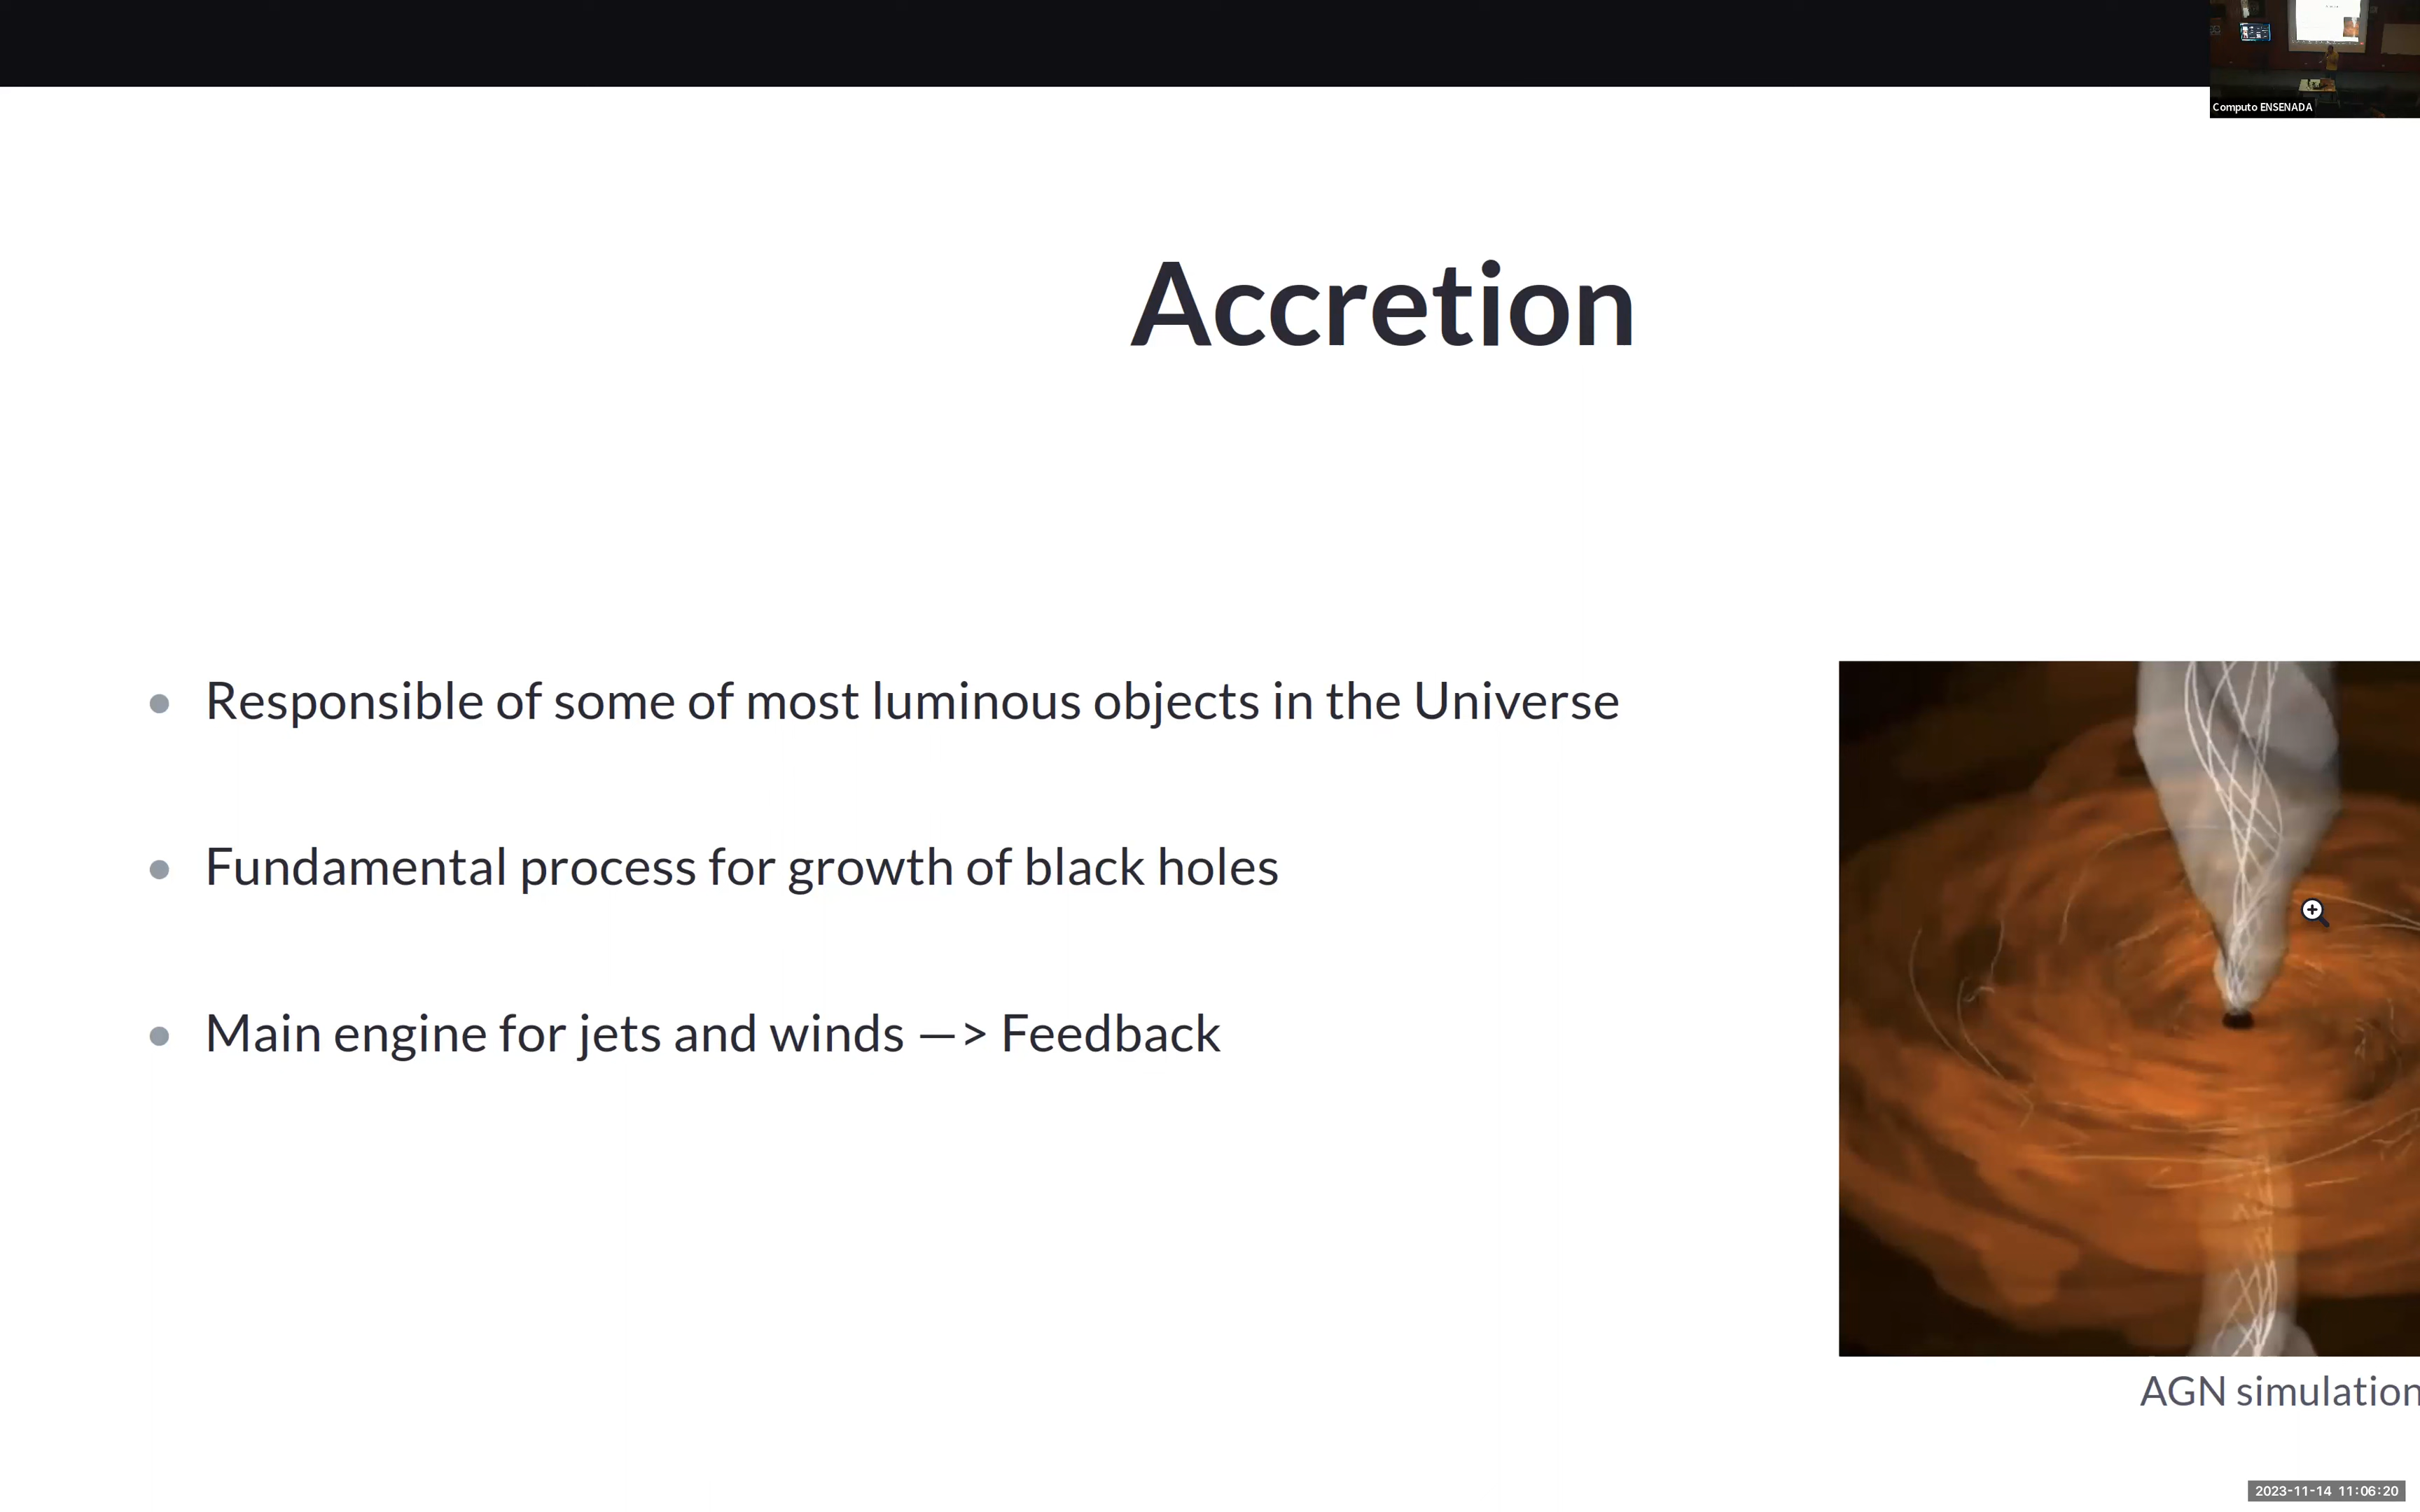 Computo ENSENADA
Accretion
Responsible of some of most luminous objects in the Universe
Fundamental process for growth of black holes
Main engine for jets and winds —> Feedback
AGN simulation
2023-11-14 11:06:20